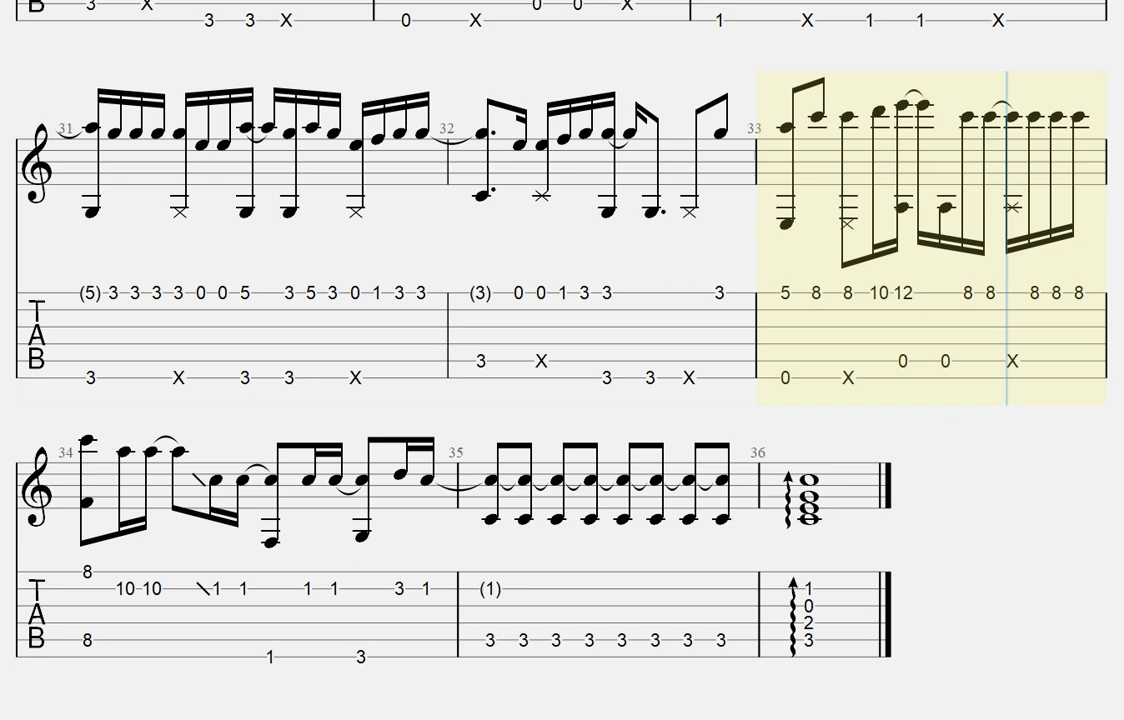 3 X 0 0 X
3 3 X 0 X 1 X 1 1 X
31 32 33
T A B
(5) 3 3 3 3 0 0 5 3 5 3 0 1 3 3 (3) 0 0 1 3 3 3 5 8 8 10 12 8 8 8 8 8
3 X 0 0 X
3 X 3 3 X 3 3 X 0 X
34 35 36
T A B
8
10 10 1 1 1 1 3 1 (1) 1
0
2
8 3 3 3 3 3 3 3 3 3
1 3